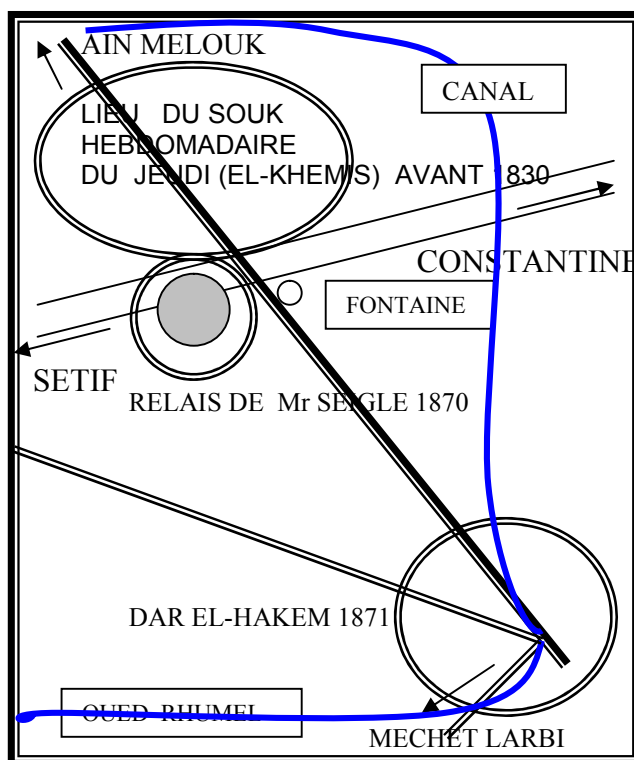 AIN MELOUK
CANAL
LIEU DU SOUK
HEBDOMADAIRE
DU JEUDI (EL-KHEMIS) AVANT 1830
CONSTANTINE
FONTAINE
SETIF
RELAIS DE Mr SEIGLE 1870
DAR EL-HAKEM 1871
OUED RHUMEL
MECHET LARBI